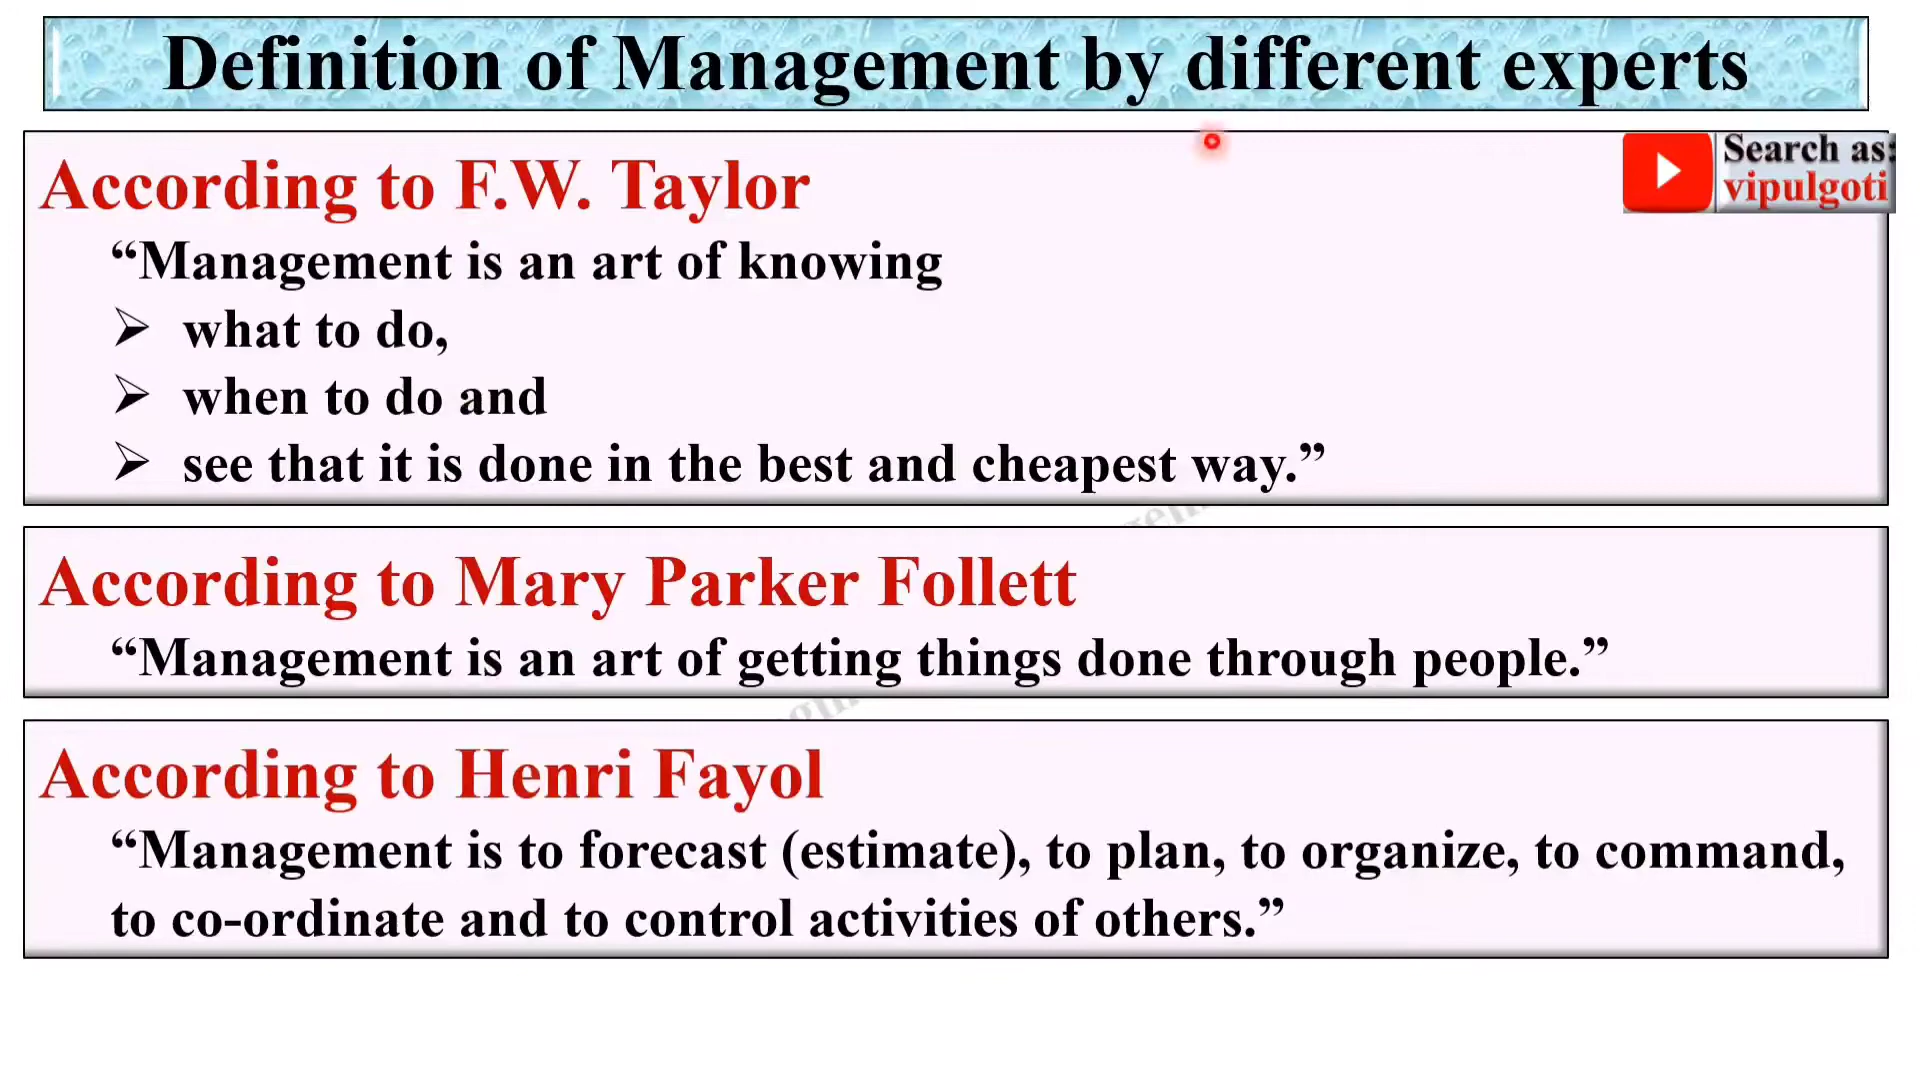 Definition of Management by different experts
Search as:
vipulgoti
According to F.W. Taylor
“Management is an art of knowing
➢ what to do,
➢ when to do and
➢ see that it is done in the best and cheapest way.”
According to Mary Parker Follett
“Management is an art of getting things done through people.”
According to Henri Fayol
“Management is to forecast (estimate), to plan, to organize, to command,
to co-ordinate and to control activities of others.”